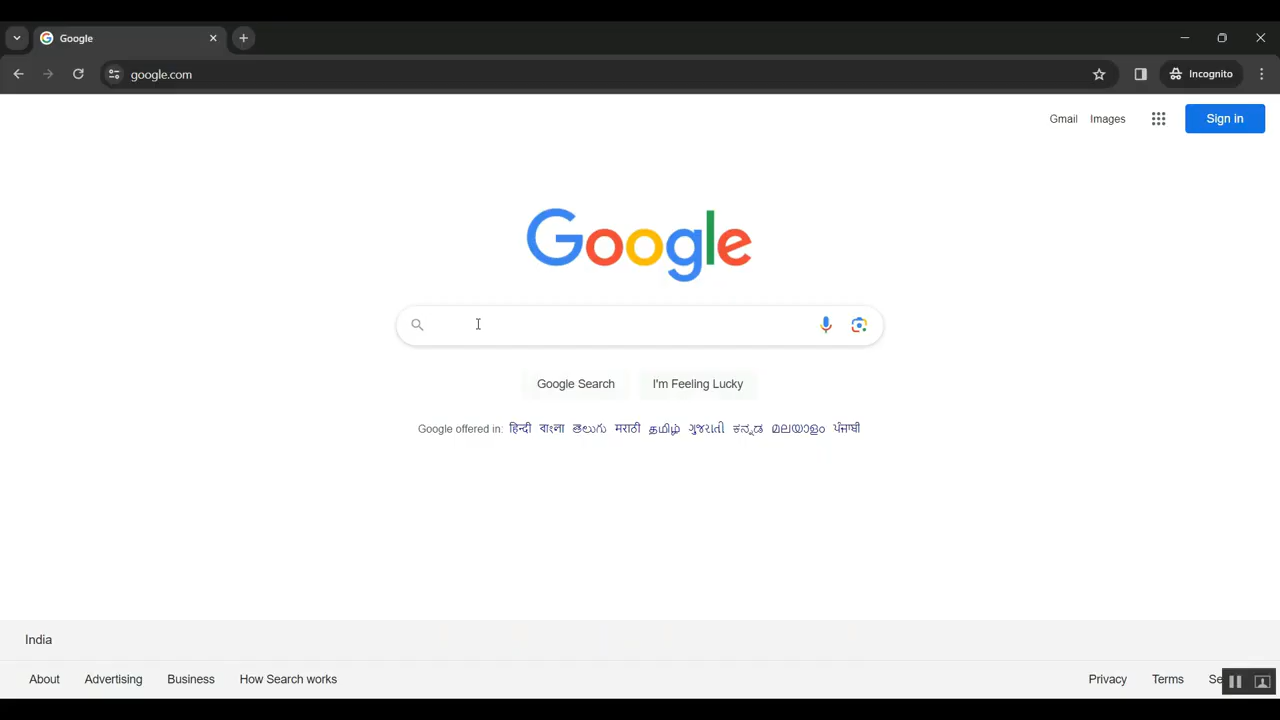 Google
google.com
Incognito
Gmail Images Sign in
Google
Google Search I'm Feeling Lucky
Google offered in: हिन्दी বাংলা తెలుగు मराठी தமிழ் ગુજરાતી ಕನ್ನಡ മലയാളം ਪੰਜਾਬੀ
India
About Advertising Business How Search works Privacy Terms Se